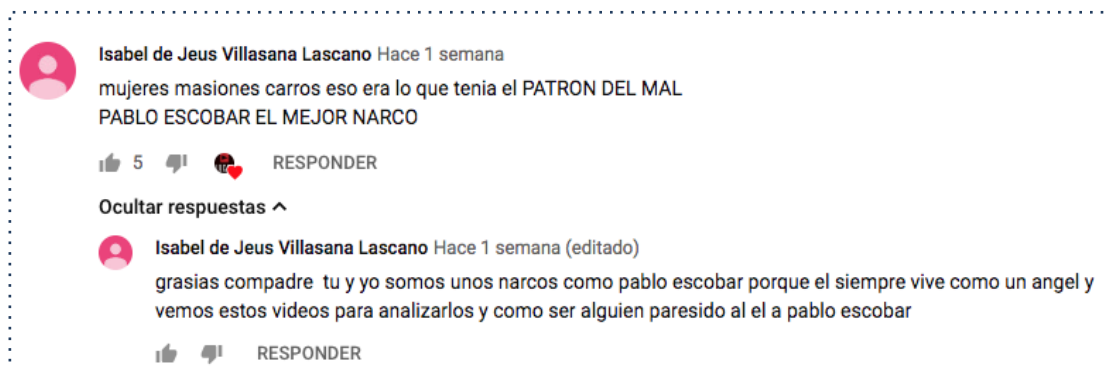 Isabel de Jeus Villasana Lascano Hace 1 semana
mujeres masiones carros eso era lo que tenia el PATRON DEL MAL
PABLO ESCOBAR EL MEJOR NARCO
5 RESPONDER
Ocultar respuestas
Isabel de Jeus Villasana Lascano Hace 1 semana (editado)
grasias compadre tu y yo somos unos narcos como pablo escobar porque el siempre vive como un angel y
vemos estos videos para analizarlos y como ser alguien paresido al el a pablo escobar
RESPONDER